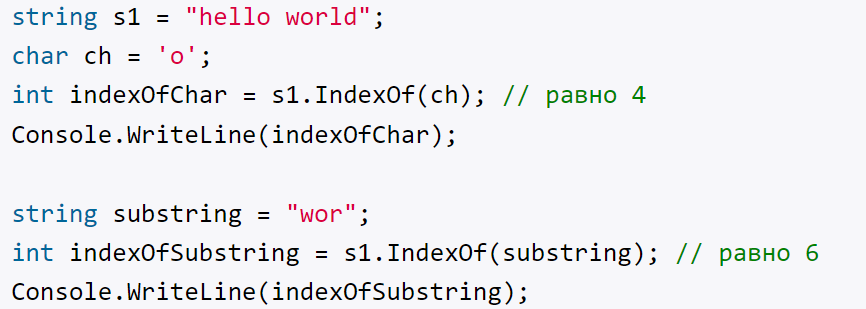 string s1 = "hello world";
char ch = 'o';
int indexOfChar = s1.IndexOf(ch); // равно 4
Console.WriteLine(indexOfChar);
string substring = "wor";
int indexOfSubstring = s1.IndexOf(substring); // равно 6
Console.WriteLine(indexOfSubstring);